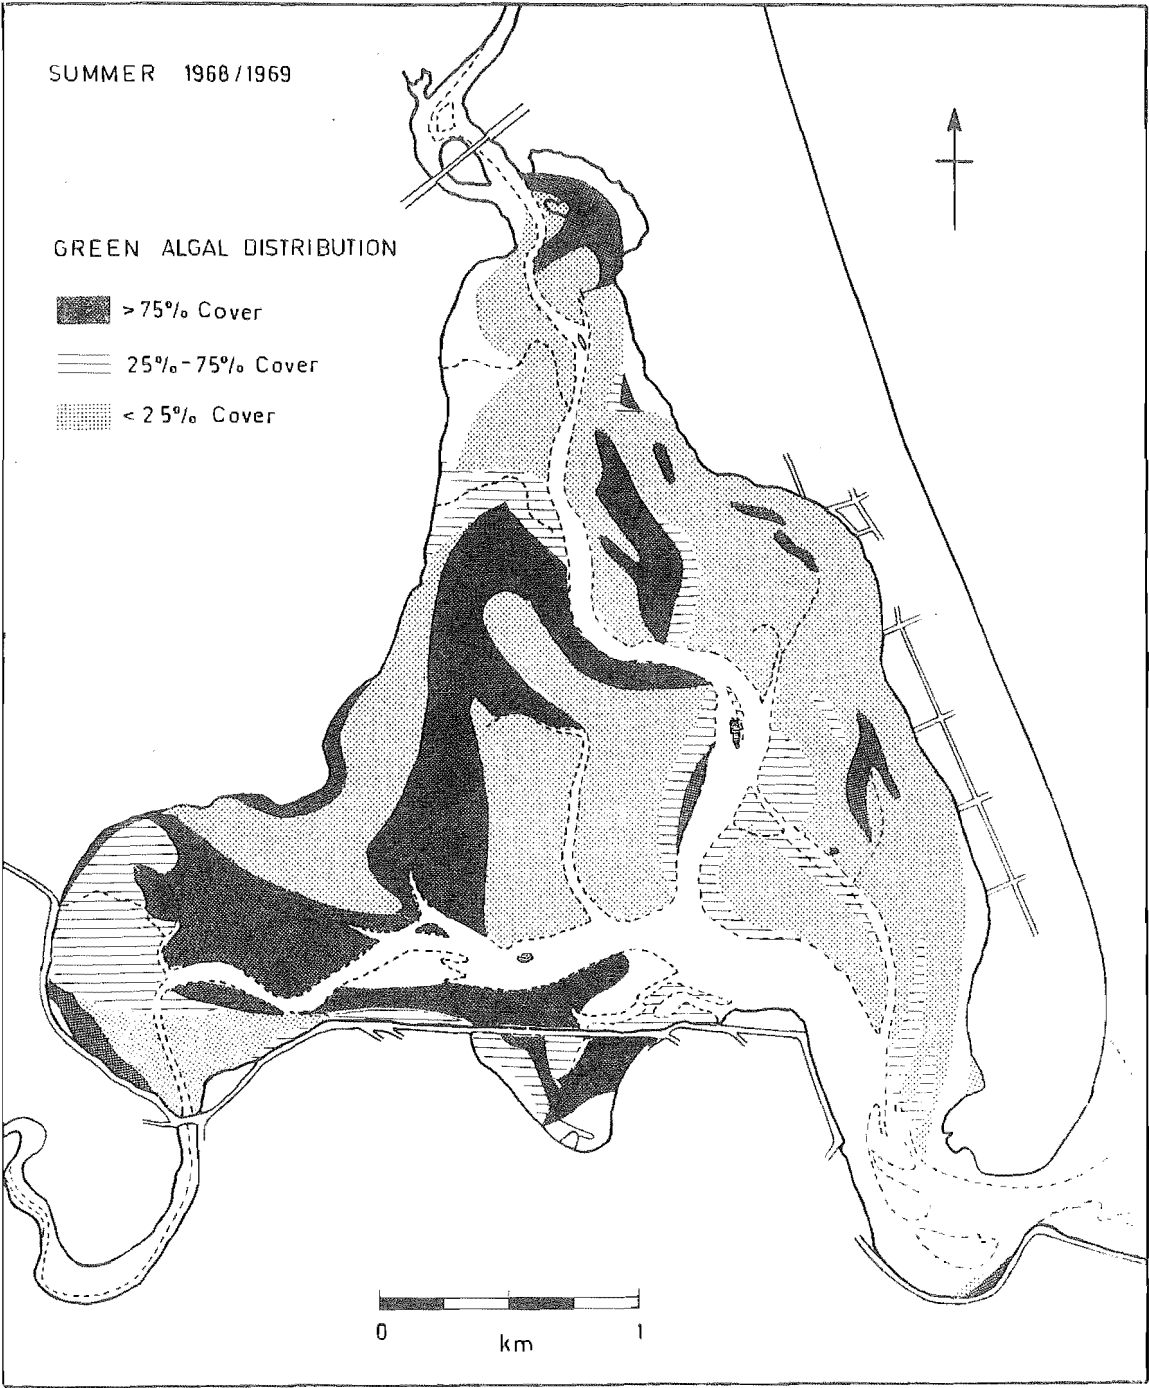 SUMMER 1968/1969
GREEN ALGAL DISTRIBUTION
>75% Cover
25%-75% Cover
<25% Cover
0 1
km